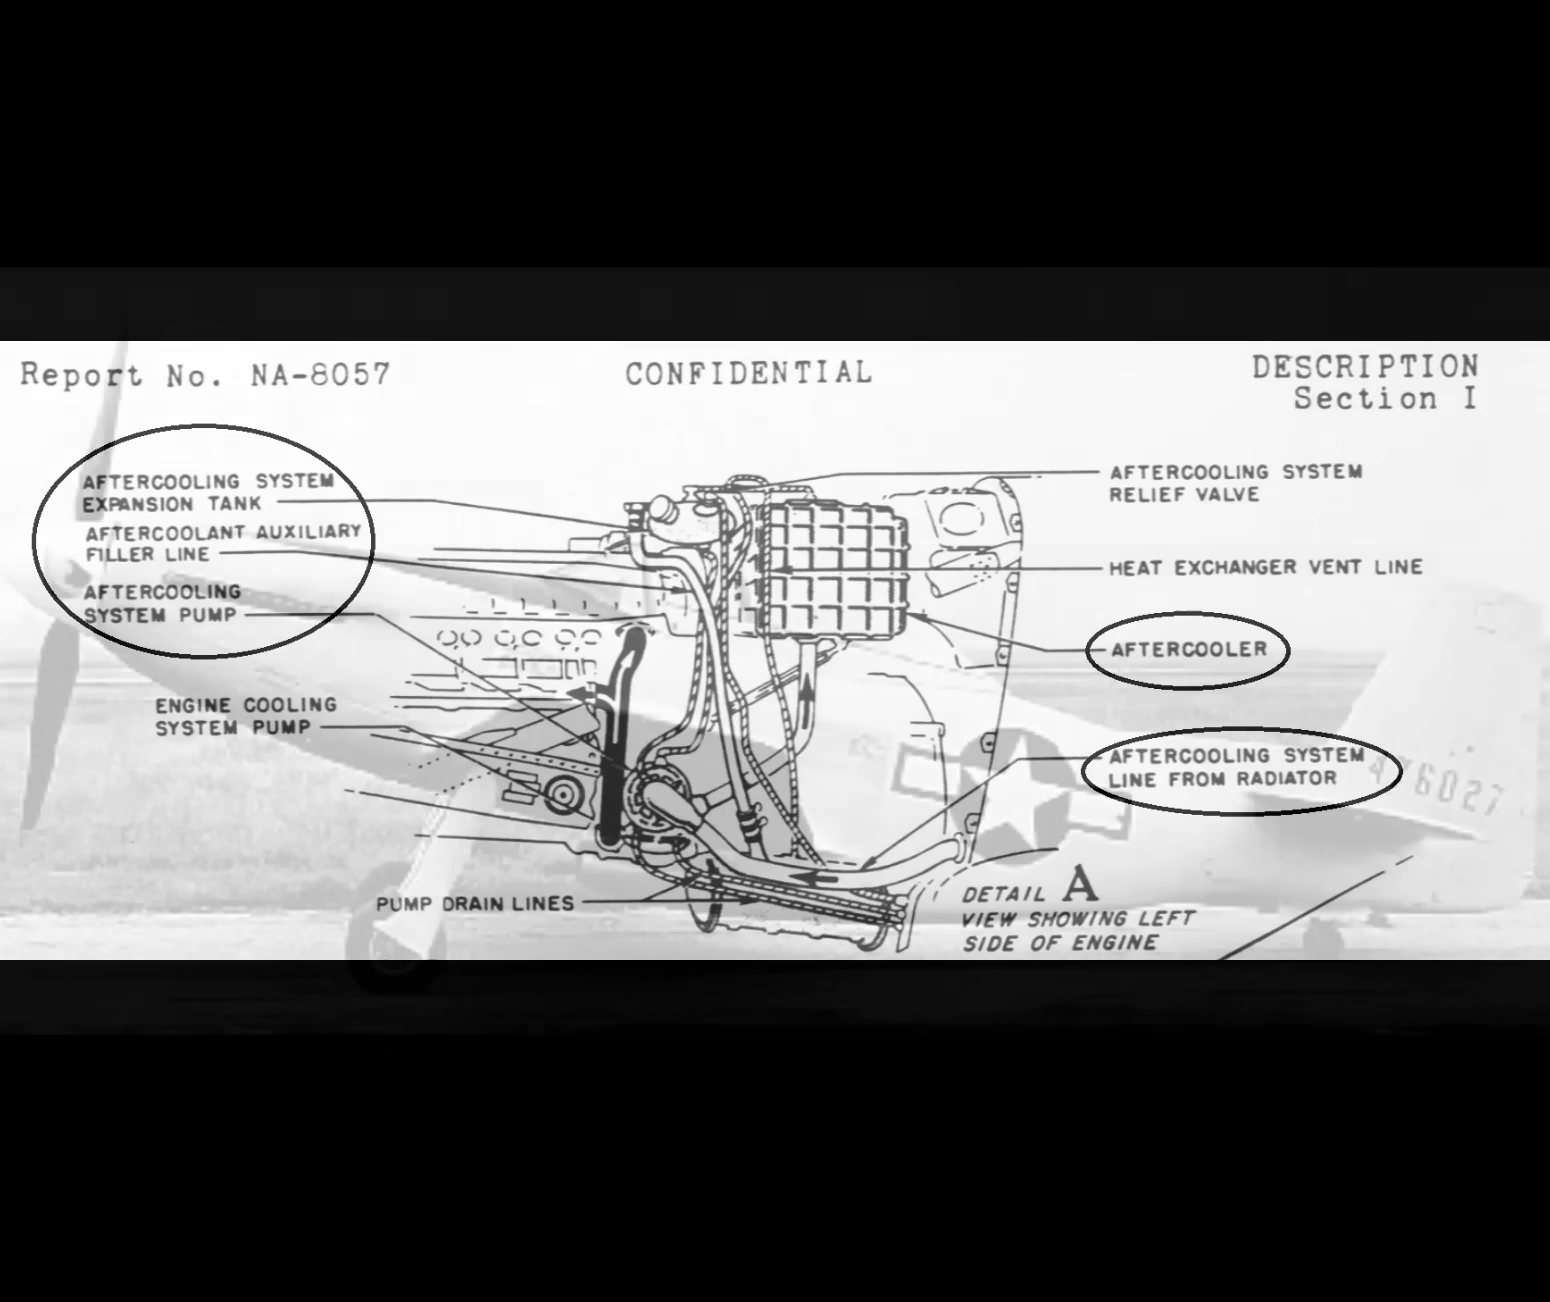 Report No. NA-8057
CONFIDENTIAL
DESCRIPTION
Section I
AFTERCOOLING SYSTEM
EXPANSION TANK
AFTERCOOLANT AUXILIARY
FILLER LINE
AFTERCOOLING
SYSTEM PUMP
ENGINE COOLING
SYSTEM PUMP
PUMP DRAIN LINES
AFTERCOOLING SYSTEM
RELIEF VALVE
HEAT EXCHANGER VENT LINE
AFTERCOOLER
AFTERCOOLING SYSTEM
LINE FROM RADIATOR
476027
DETAIL A
VIEW SHOWING LEFT
SIDE OF ENGINE